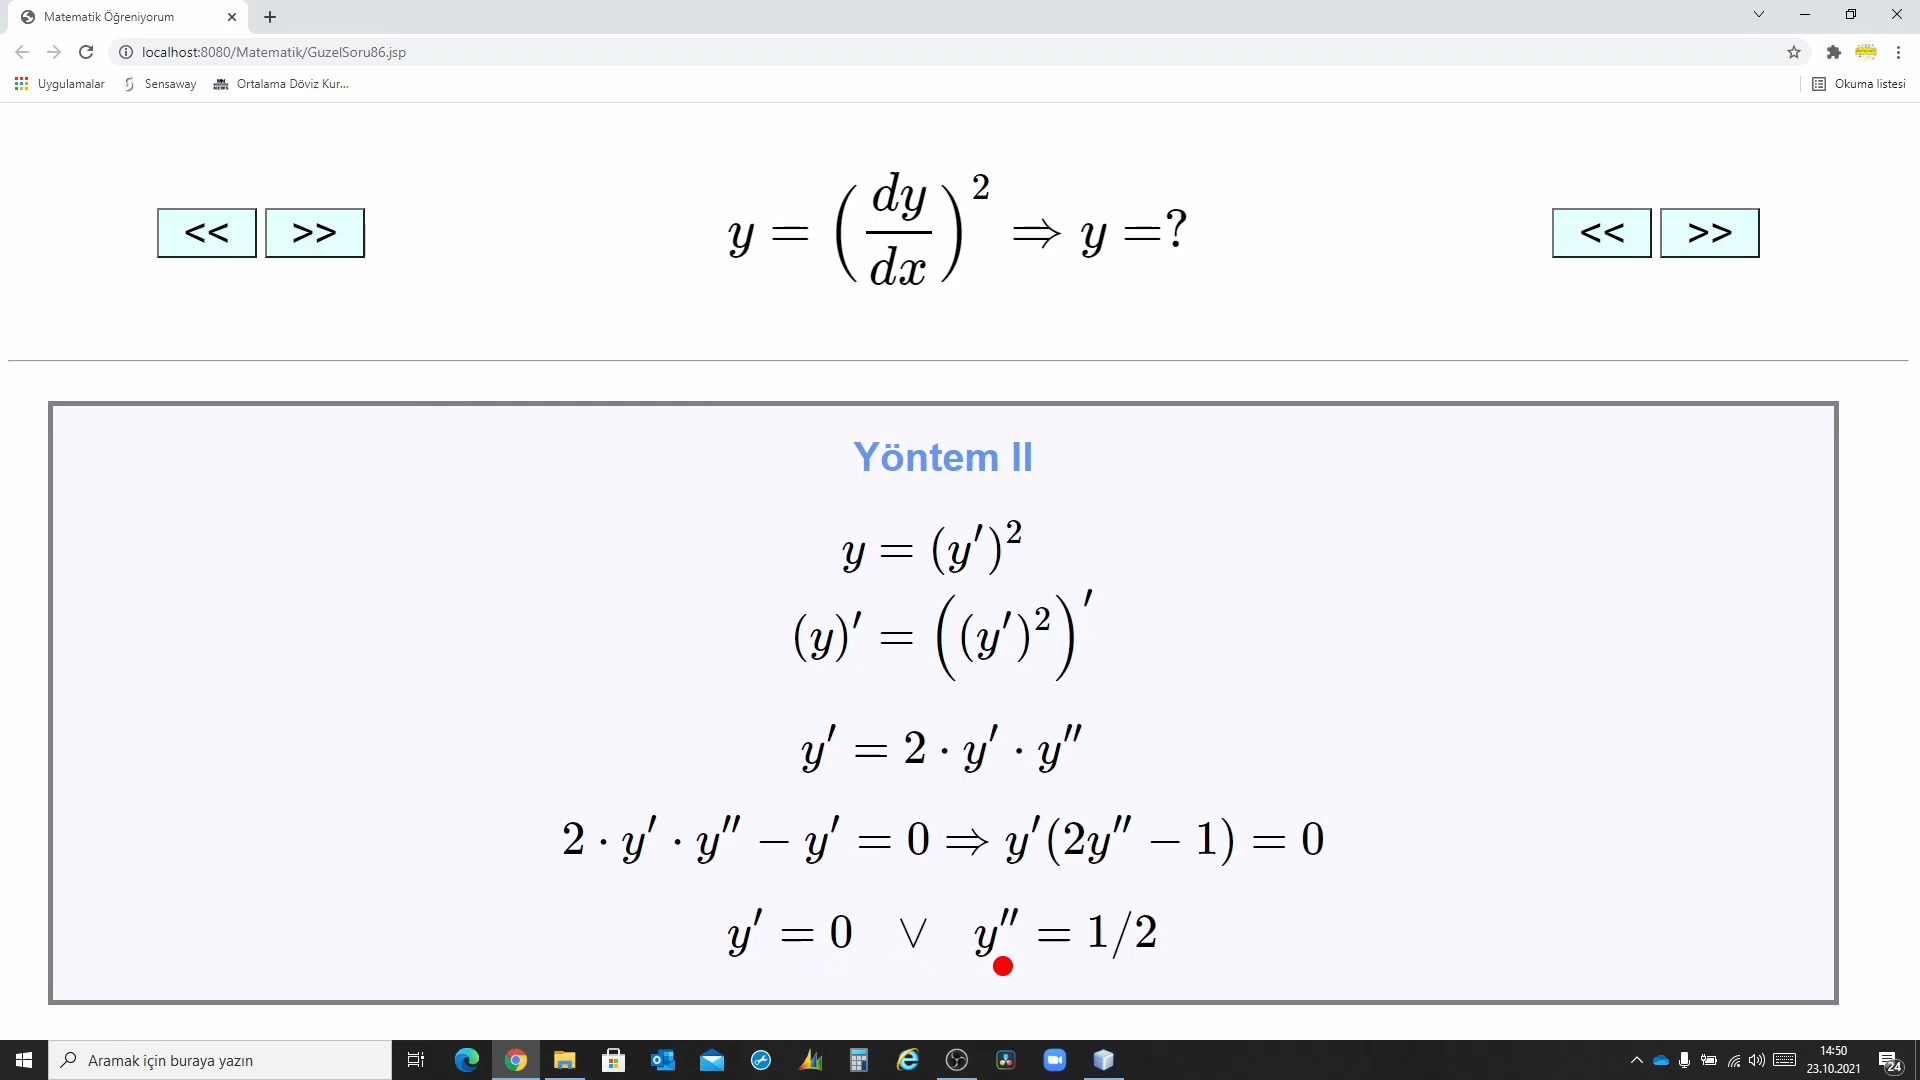 Matematik Öğreniyorum
localhost:8080/Matematik/GuzelSoru86.jsp
Uygulamalar Sensaway Ortalama Döviz Kur... Okuma listesi
<< >> y = (dy/dx)² ⇒ y =? << >>
Yöntem II
y = (y′)²
(y)′ = ((y′)²)′
y′ = 2 · y′ · y″
2 · y′ · y″ − y′ = 0 ⇒ y′(2y″ − 1) = 0
y′ = 0 ∨ y″ = 1/2
Aramak için buraya yazın
14:50
23.10.2021
24